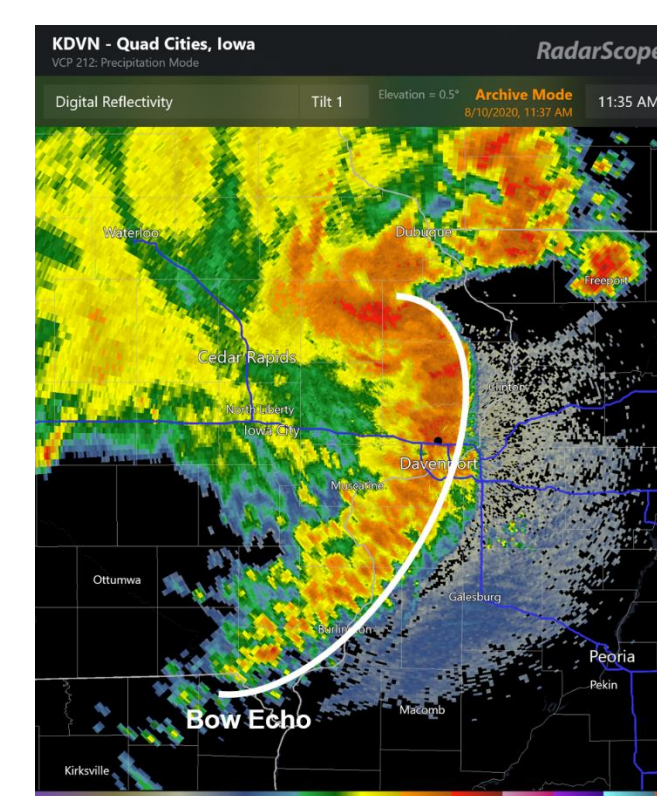 KDVN - Quad Cities, Iowa
VCP 212: Precipitation Mode
RadarScope
Digital Reflectivity
Tilt 1
Elevation = 0.5°
Archive Mode
8/10/2020, 11:37 AM
11:35 AM
Waterloo
Dubuque
Freeport
Cedar Rapids
Clinton
North Liberty
Iowa City
Davenport
Muscatine
Ottumwa
Galesburg
Burlington
Peoria
Pekin
Macomb
Bow Echo
Kirksville